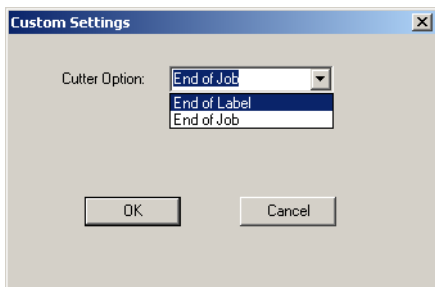 Custom Settings
Cutter Option: End of Job
End of Label
End of Job
OK Cancel